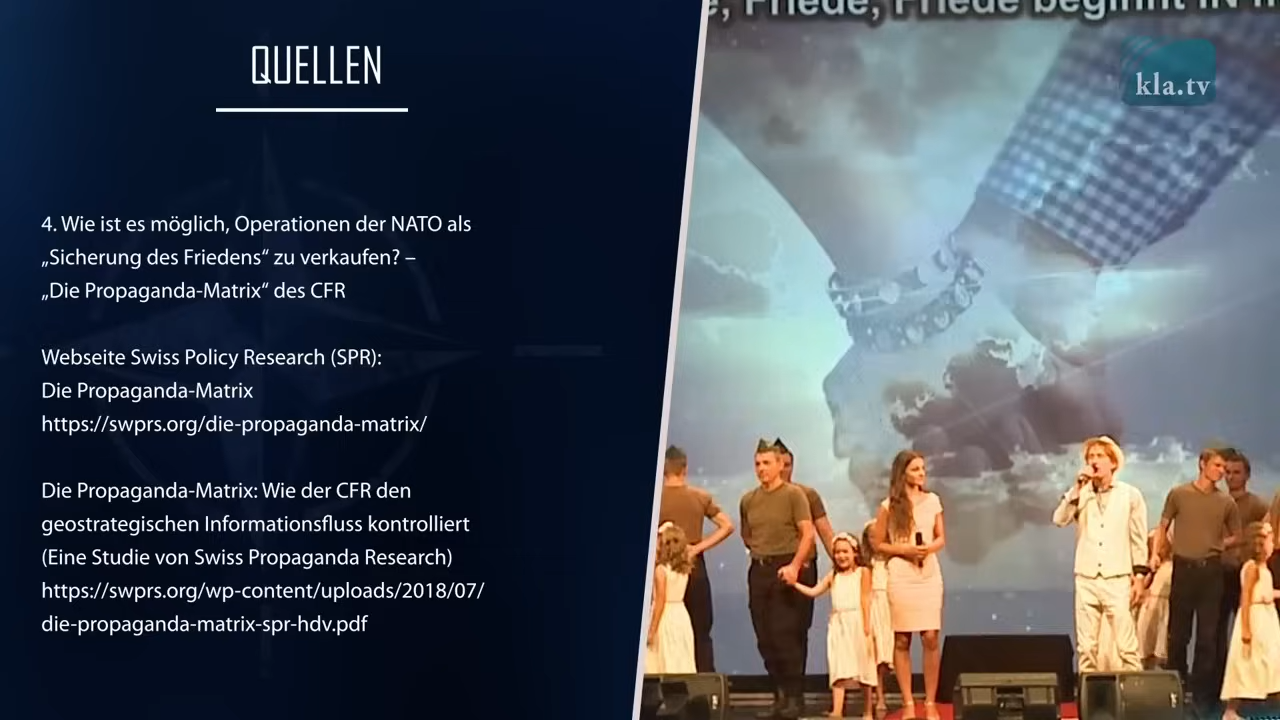 QUELLEN
4. Wie ist es möglich, Operationen der NATO als
„Sicherung des Friedens“ zu verkaufen? –
„Die Propaganda-Matrix“ des CFR
Webseite Swiss Policy Research (SPR):
Die Propaganda-Matrix
https://swprs.org/die-propaganda-matrix/
Die Propaganda-Matrix: Wie der CFR den
geostrategischen Informationsfluss kontrolliert
(Eine Studie von Swiss Propaganda Research)
https://swprs.org/wp-content/uploads/2018/07/
die-propaganda-matrix-spr-hdv.pdf
Friede, Friede beginnt IN
kla.tv